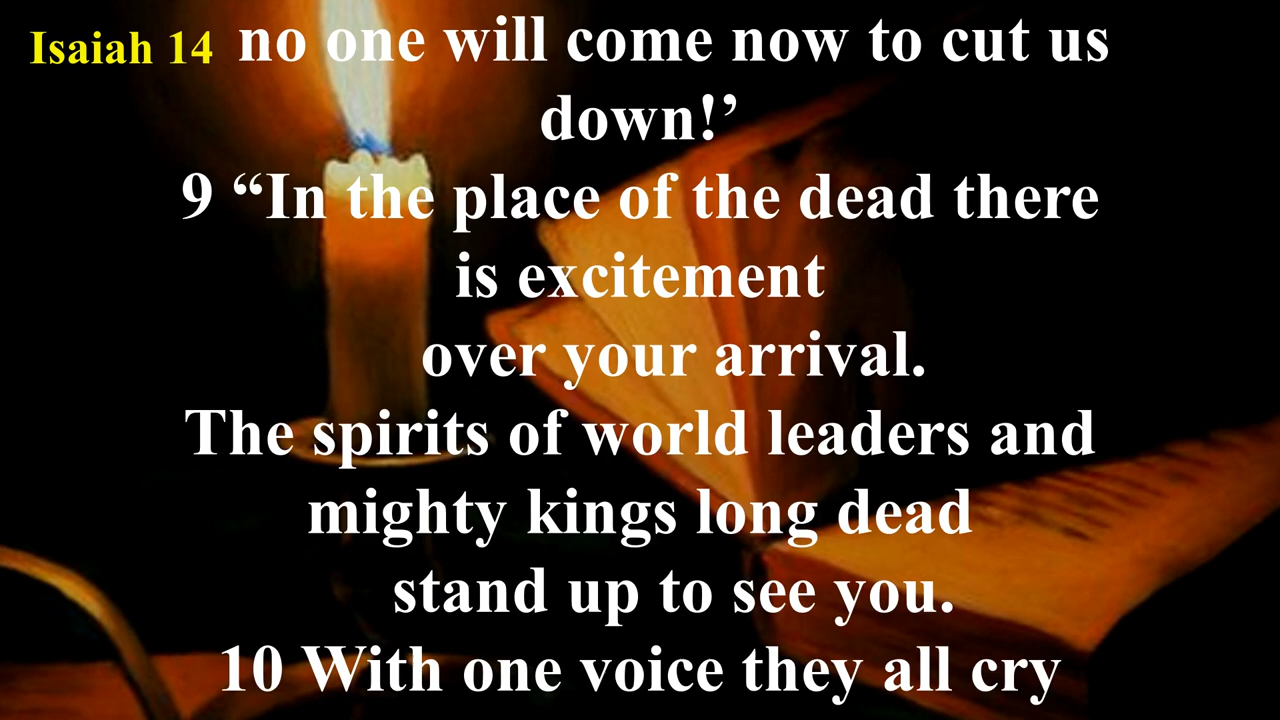 Isaiah 14 no one will come now to cut us
down!’
9 “In the place of the dead there
is excitement
over your arrival.
The spirits of world leaders and
mighty kings long dead
stand up to see you.
10 With one voice they all cry